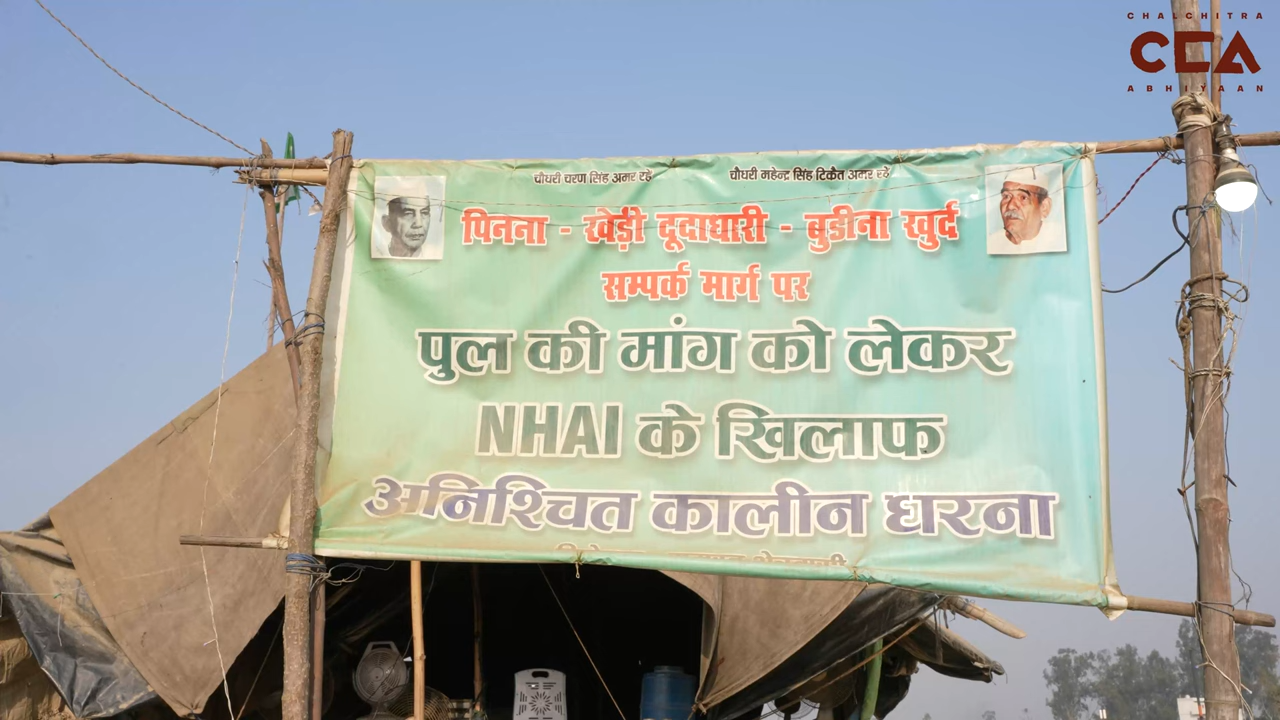 CHALCHITRA
CCA
ABHIYAAN
चौधरी चरण सिंह अमर रहे
चौधरी महेन्द्र सिंह टिकैत अमर रहे
पिनना - खेड़ी दूदाधारी - बुडीना खुर्द
सम्पर्क मार्ग पर
पुल की मांग को लेकर
NHAI के खिलाफ
अनिश्चित कालीन धरना